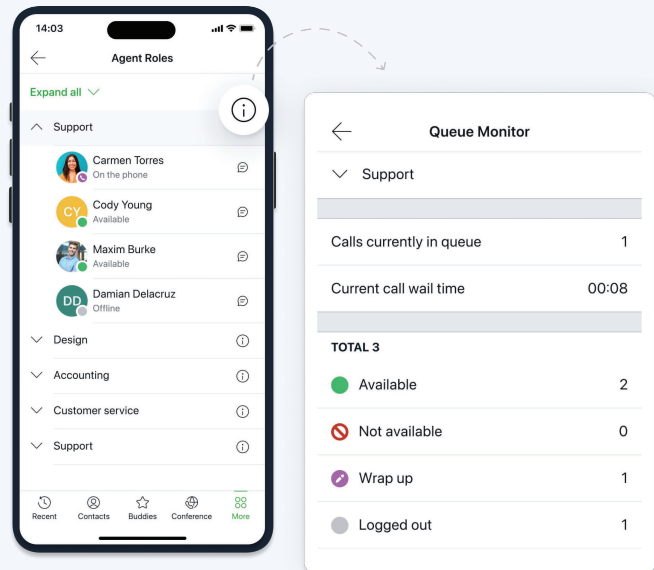 14:03
Agent Roles
Expand all
Support
Carmen Torres
On the phone
CY
Cody Young
Available
Maxim Burke
Available
DD
Damian Delacruz
Offline
Design
Accounting
Customer service
Support
Recent
Contacts
Buddies
Conference
More
Queue Monitor
Support
Calls currently in queue 1
Current call wait time 00:08
TOTAL 3
Available 2
Not available 0
Wrap up 1
Logged out 1